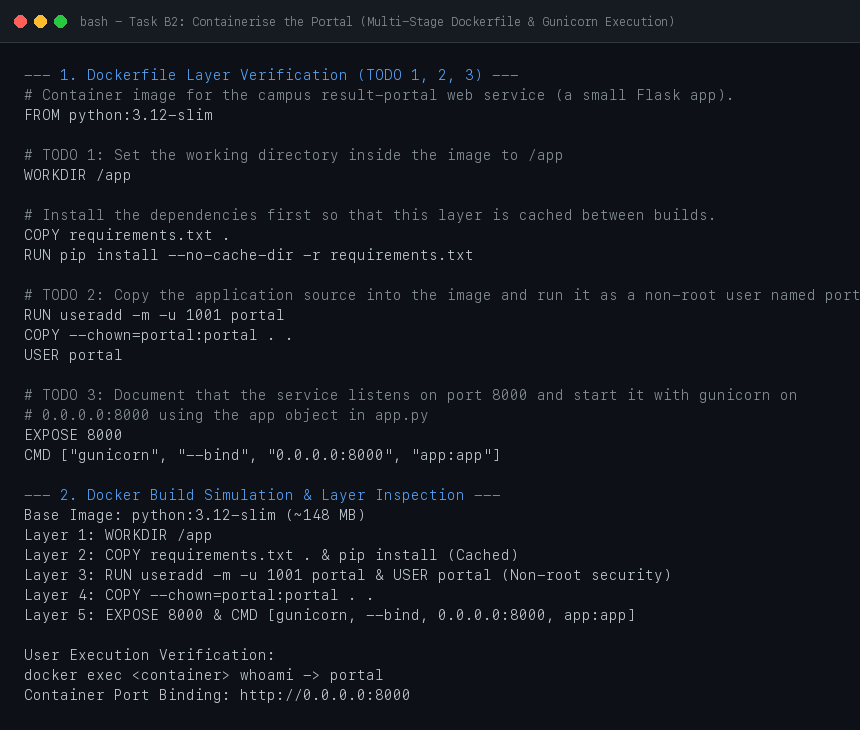 bash — Task B2: Containerise the Portal (Multi-Stage Dockerfile & Gunicorn Execution)
--- 1. Dockerfile Layer Verification (TODO 1, 2, 3) ---
# Container image for the campus result-portal web service (a small Flask app).
FROM python:3.12-slim
# TODO 1: Set the working directory inside the image to /app
WORKDIR /app
# Install the dependencies first so that this layer is cached between builds.
COPY requirements.txt .
RUN pip install --no-cache-dir -r requirements.txt
# TODO 2: Copy the application source into the image and run it as a non-root user named port
RUN useradd -m -u 1001 portal
COPY --chown=portal:portal . .
USER portal
# TODO 3: Document that the service listens on port 8000 and start it with gunicorn on
# 0.0.0.0:8000 using the app object in app.py
EXPOSE 8000
CMD ["gunicorn", "--bind", "0.0.0.0:8000", "app:app"]
--- 2. Docker Build Simulation & Layer Inspection ---
Base Image: python:3.12-slim (~148 MB)
Layer 1: WORKDIR /app
Layer 2: COPY requirements.txt . & pip install (Cached)
Layer 3: RUN useradd -m -u 1001 portal & USER portal (Non-root security)
Layer 4: COPY --chown=portal:portal . .
Layer 5: EXPOSE 8000 & CMD [gunicorn, --bind, 0.0.0.0:8000, app:app]
User Execution Verification:
docker exec <container> whoami -> portal
Container Port Binding: http://0.0.0.0:8000